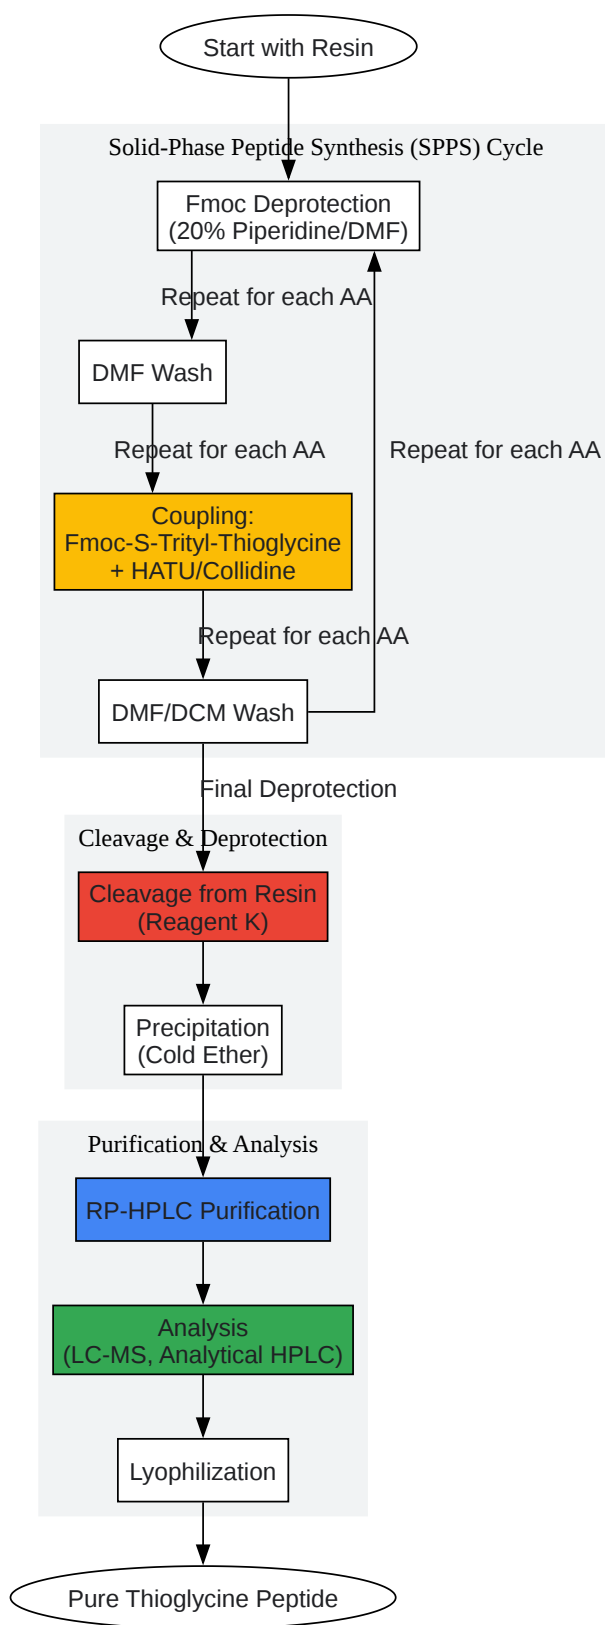 Start with Resin
Solid-Phase Peptide Synthesis (SPPS) Cycle
Fmoc Deprotection
(20% Piperidine/DMF)
Repeat for each AA
DMF Wash
Repeat for each AA
Repeat for each AA
Coupling:
Fmoc-S-Trityl-Thioglycine
+ HATU/Collidine
Repeat for each AA
DMF/DCM Wash
Final Deprotection
Cleavage & Deprotection
Cleavage from Resin
(Reagent K)
Precipitation
(Cold Ether)
Purification & Analysis
RP-HPLC Purification
Analysis
(LC-MS, Analytical HPLC)
Lyophilization
Pure Thioglycine Peptide